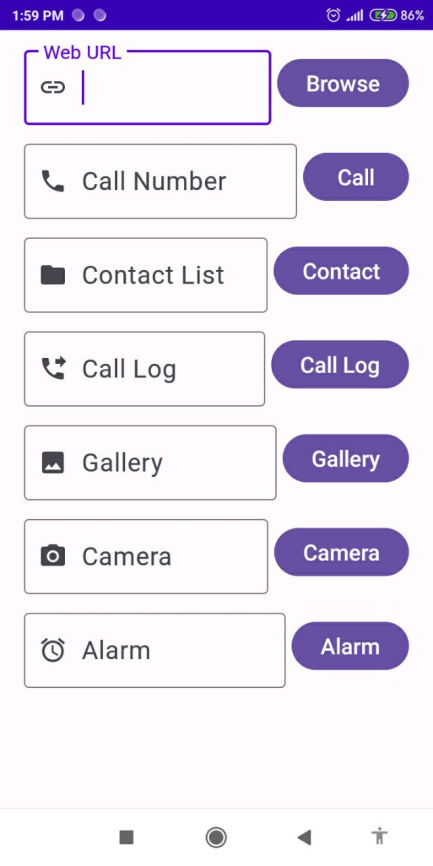 1:59 PM 86%
Web URL
Browse
Call Number Call
Contact List Contact
Call Log Call Log
Gallery Gallery
Camera Camera
Alarm Alarm